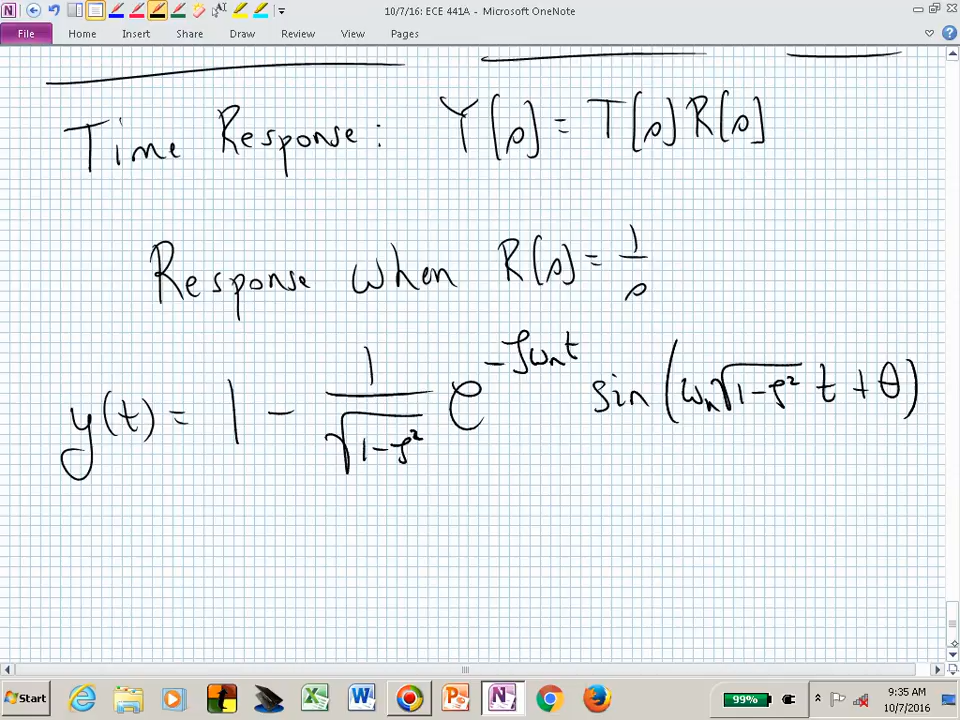 10/7/16: ECE 441A - Microsoft OneNote
File Home Insert Share Draw Review View Pages
Time Response: Y(s) = T(s)R(s)
Response when R(s) = 1/s
y(t) = 1 - 1/√(1-ζ²) e^(-ζωₙt) sin(ωₙ√(1-ζ²) t + θ)
Start 99% 9:35 AM
10/7/2016